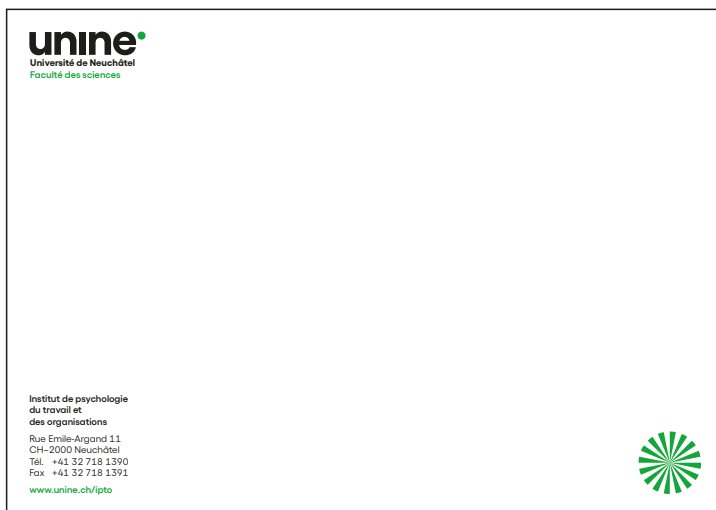 unine
Université de Neuchâtel
Faculté des sciences
Institut de psychologie
du travail et
des organisations
Rue Emile-Argand 11
CH–2000 Neuchâtel
Tél. +41 32 718 1390
Fax +41 32 718 1391
www.unine.ch/ipto